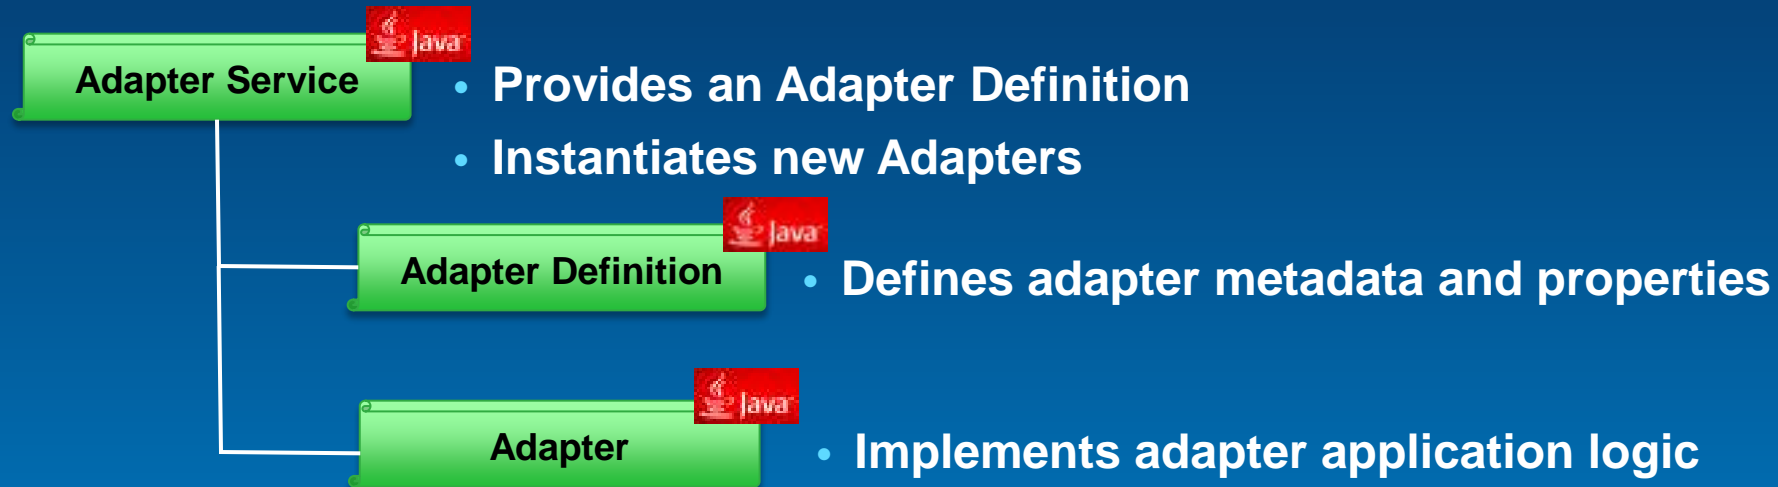 Java
Adapter Service
• Provides an Adapter Definition
• Instantiates new Adapters
Java
Adapter Definition
• Defines adapter metadata and properties
Java
Adapter
• Implements adapter application logic